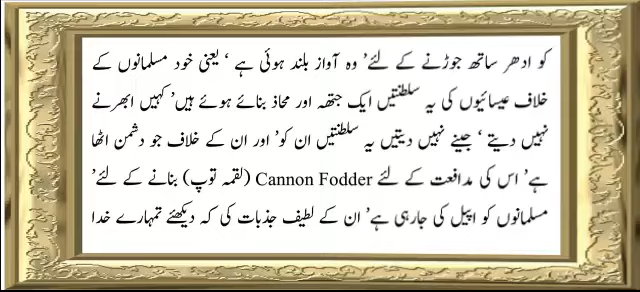 کو ادھر ساتھ جوڑنے کے لئے’ وہ آواز بلند ہوئی ہے ‘ یعنی خود مسلمانوں کے
خلاف عیسائیوں کی یہ سلطنتیں ایک جتھہ اور محاذ بنائے ہوئے ہیں’ کہیں ابھرنے
نہیں دیتے ‘ جینے نہیں دیتیں یہ سلطنتیں ان کو’ اور ان کے خلاف جو دشمن اٹھا
ہے’ اس کی مدافعت کے لئے Cannon Fodder (لقمہ توپ) بنانے کے لئے’
مسلمانوں کو اپیل کی جارہی ہے’ ان کے لطیف جذبات کی کہ دیکھئے تمہارے خدا